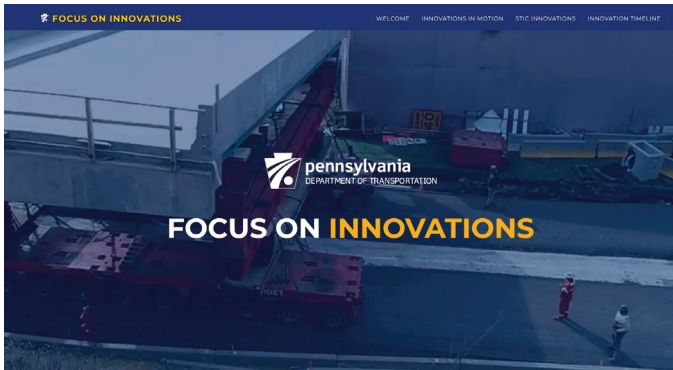 FOCUS ON INNOVATIONS
WELCOME INNOVATIONS IN MOTION STIC INNOVATIONS INNOVATION TIMELINE
pennsylvania
DEPARTMENT OF TRANSPORTATION
FOCUS ON INNOVATIONS